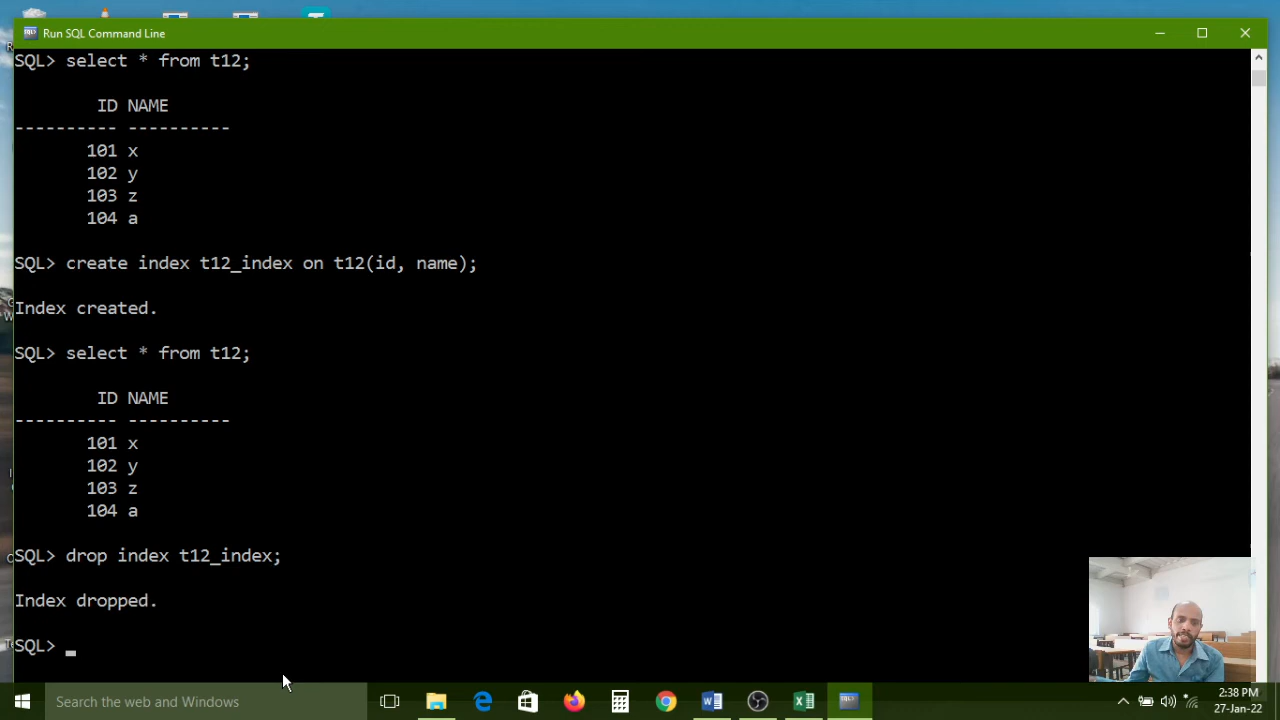 Run SQL Command Line
SQL> select * from t12;
ID NAME
---------- ----------
101 x
102 y
103 z
104 a
SQL> create index t12_index on t12(id, name);
Index created.
SQL> select * from t12;
ID NAME
---------- ----------
101 x
102 y
103 z
104 a
SQL> drop index t12_index;
Index dropped.
SQL>
Search the web and Windows
2:38 PM
27-Jan-22